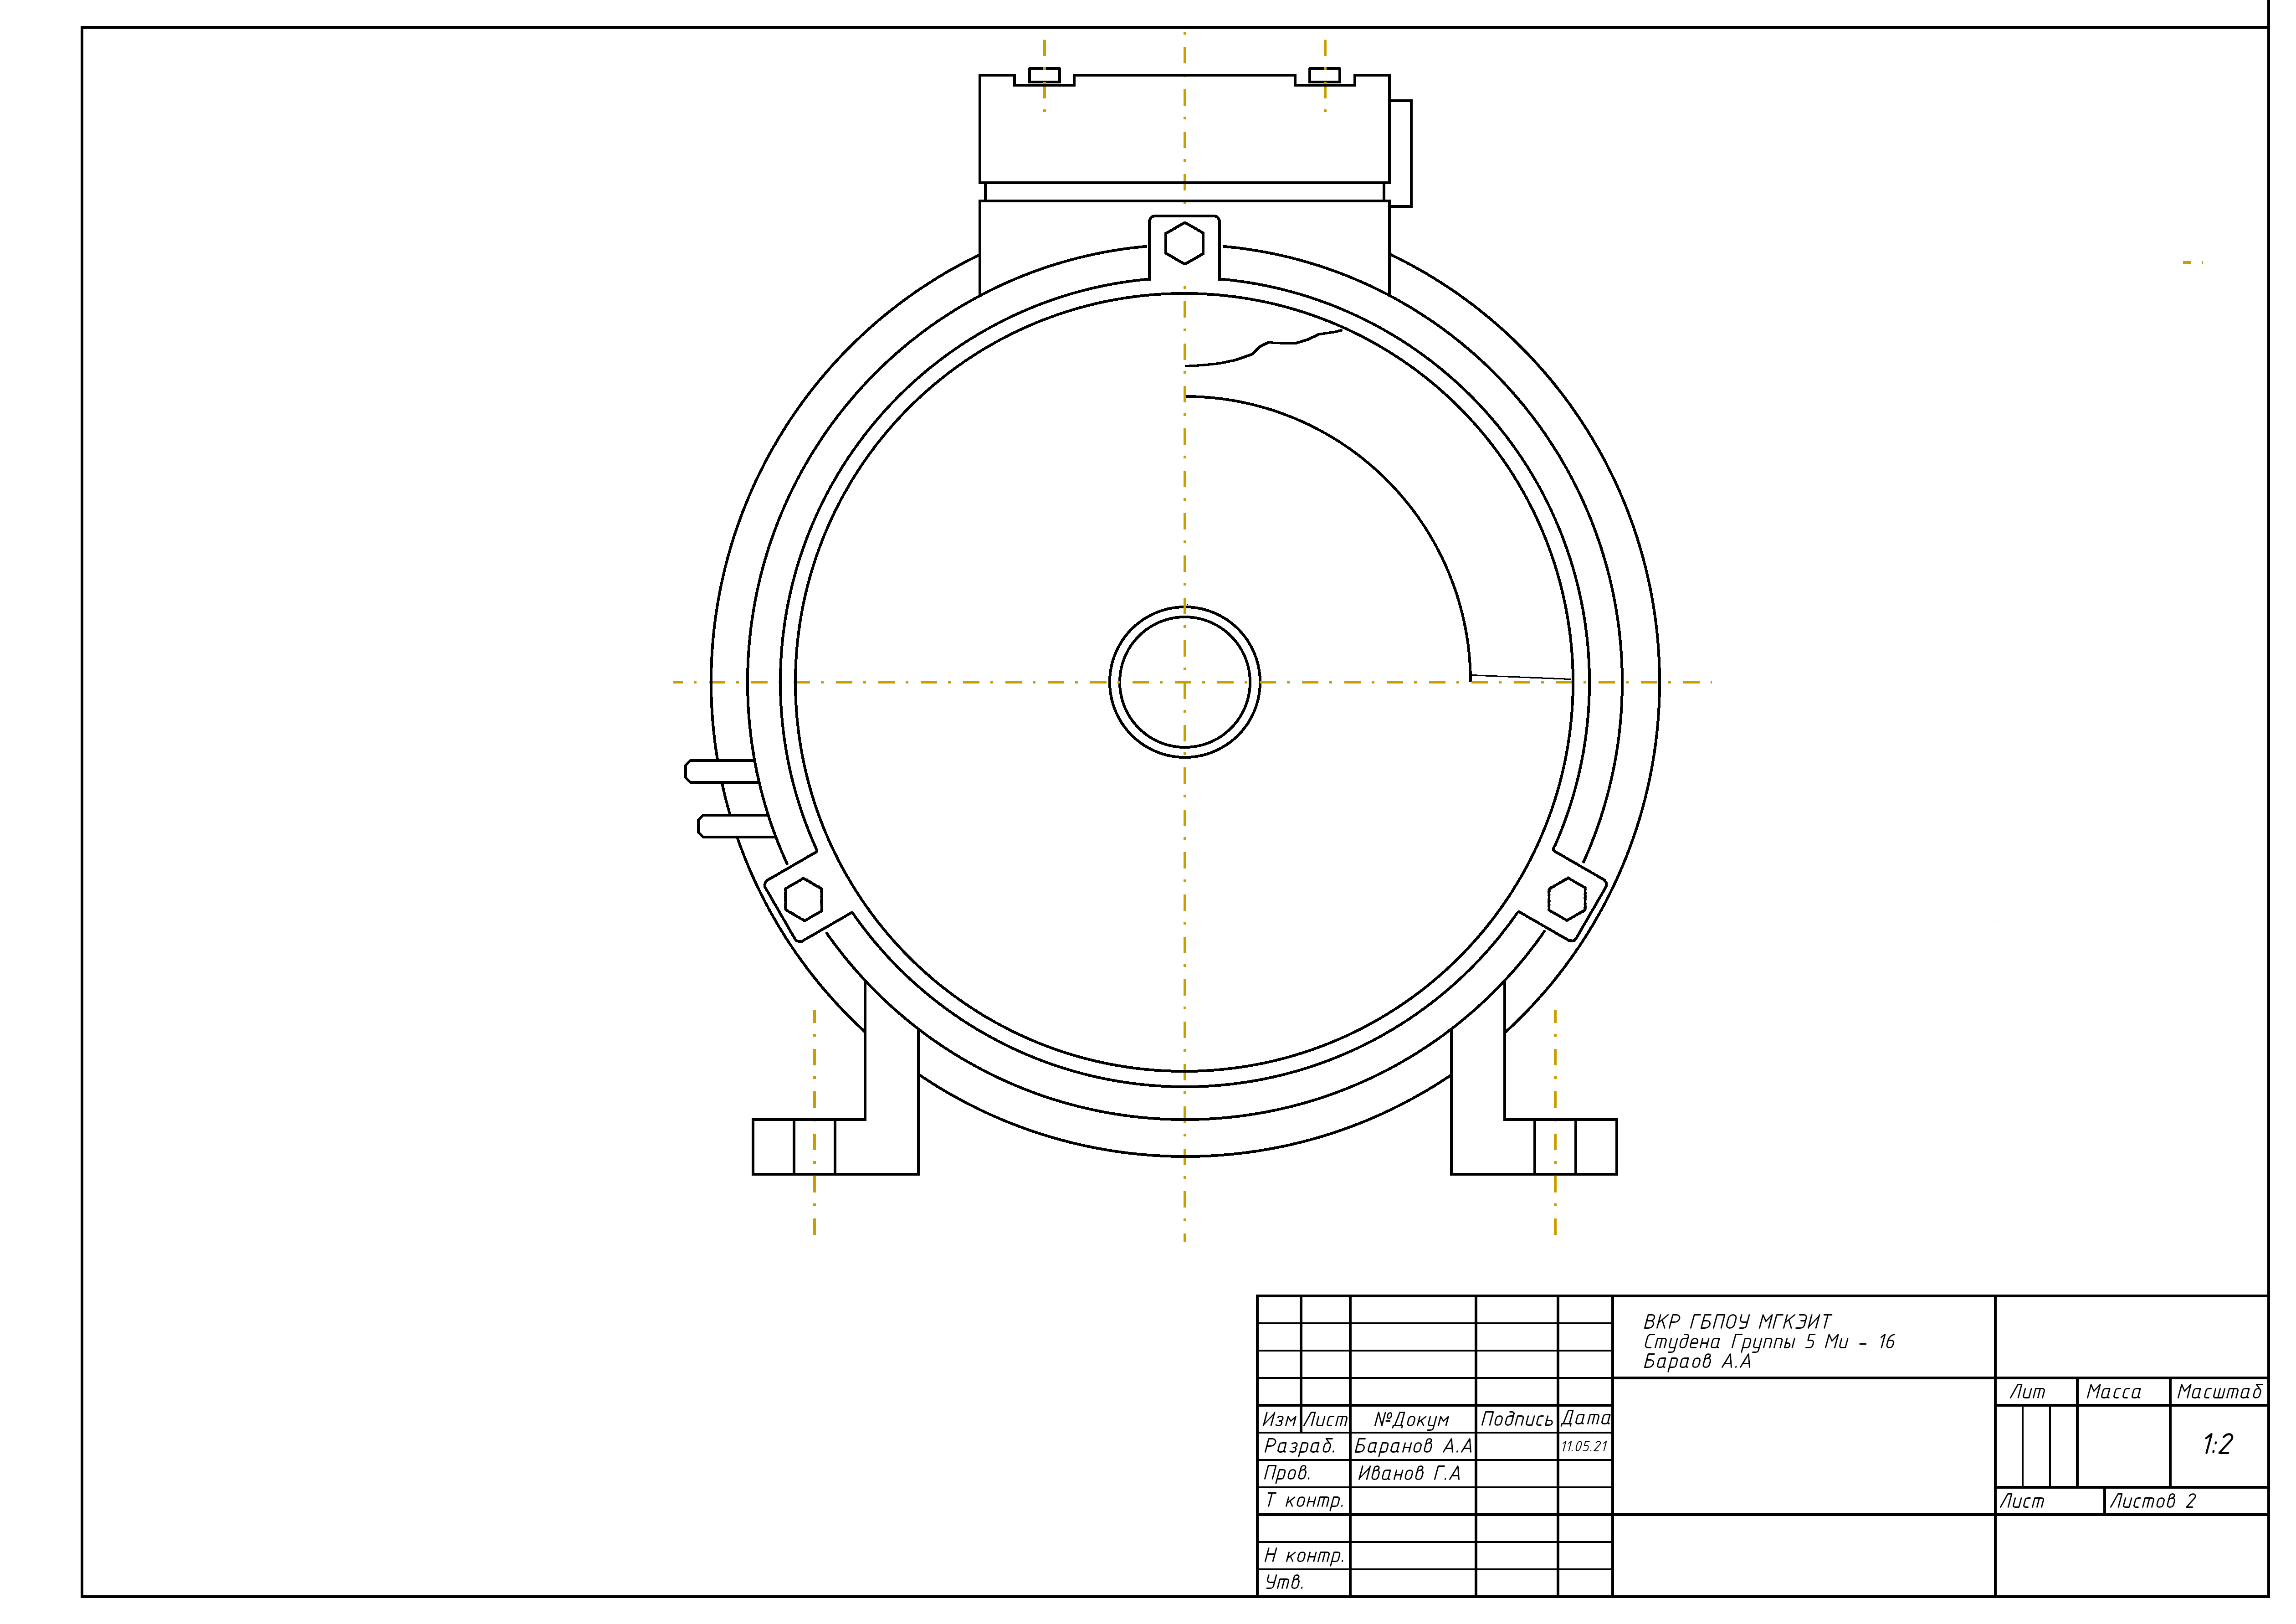 ВКР ГБПОУ МГКЭИТ
Студена Группы 5 Ми - 16
Бараов А.А
Лит Масса Масштаб
Изм Лист №Докум Подпись Дата
Разраб. Баранов А.А 11.05.21
1:2
Пров. Иванов Г.А
Т контр.
Лист Листов 2
Н контр.
Утв.